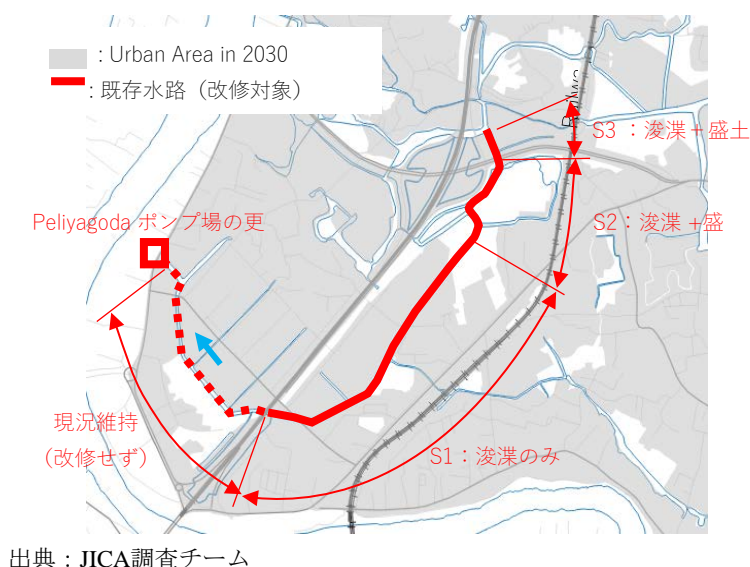 : Urban Area in 2030
: 既存水路（改修対象）
S3 ：浚渫＋盛土
S2：浚渫 +盛
Peliyagoda ポンプ場の更
現況維持
（改修せず）
S1：浚渫のみ
出典：JICA調査チーム